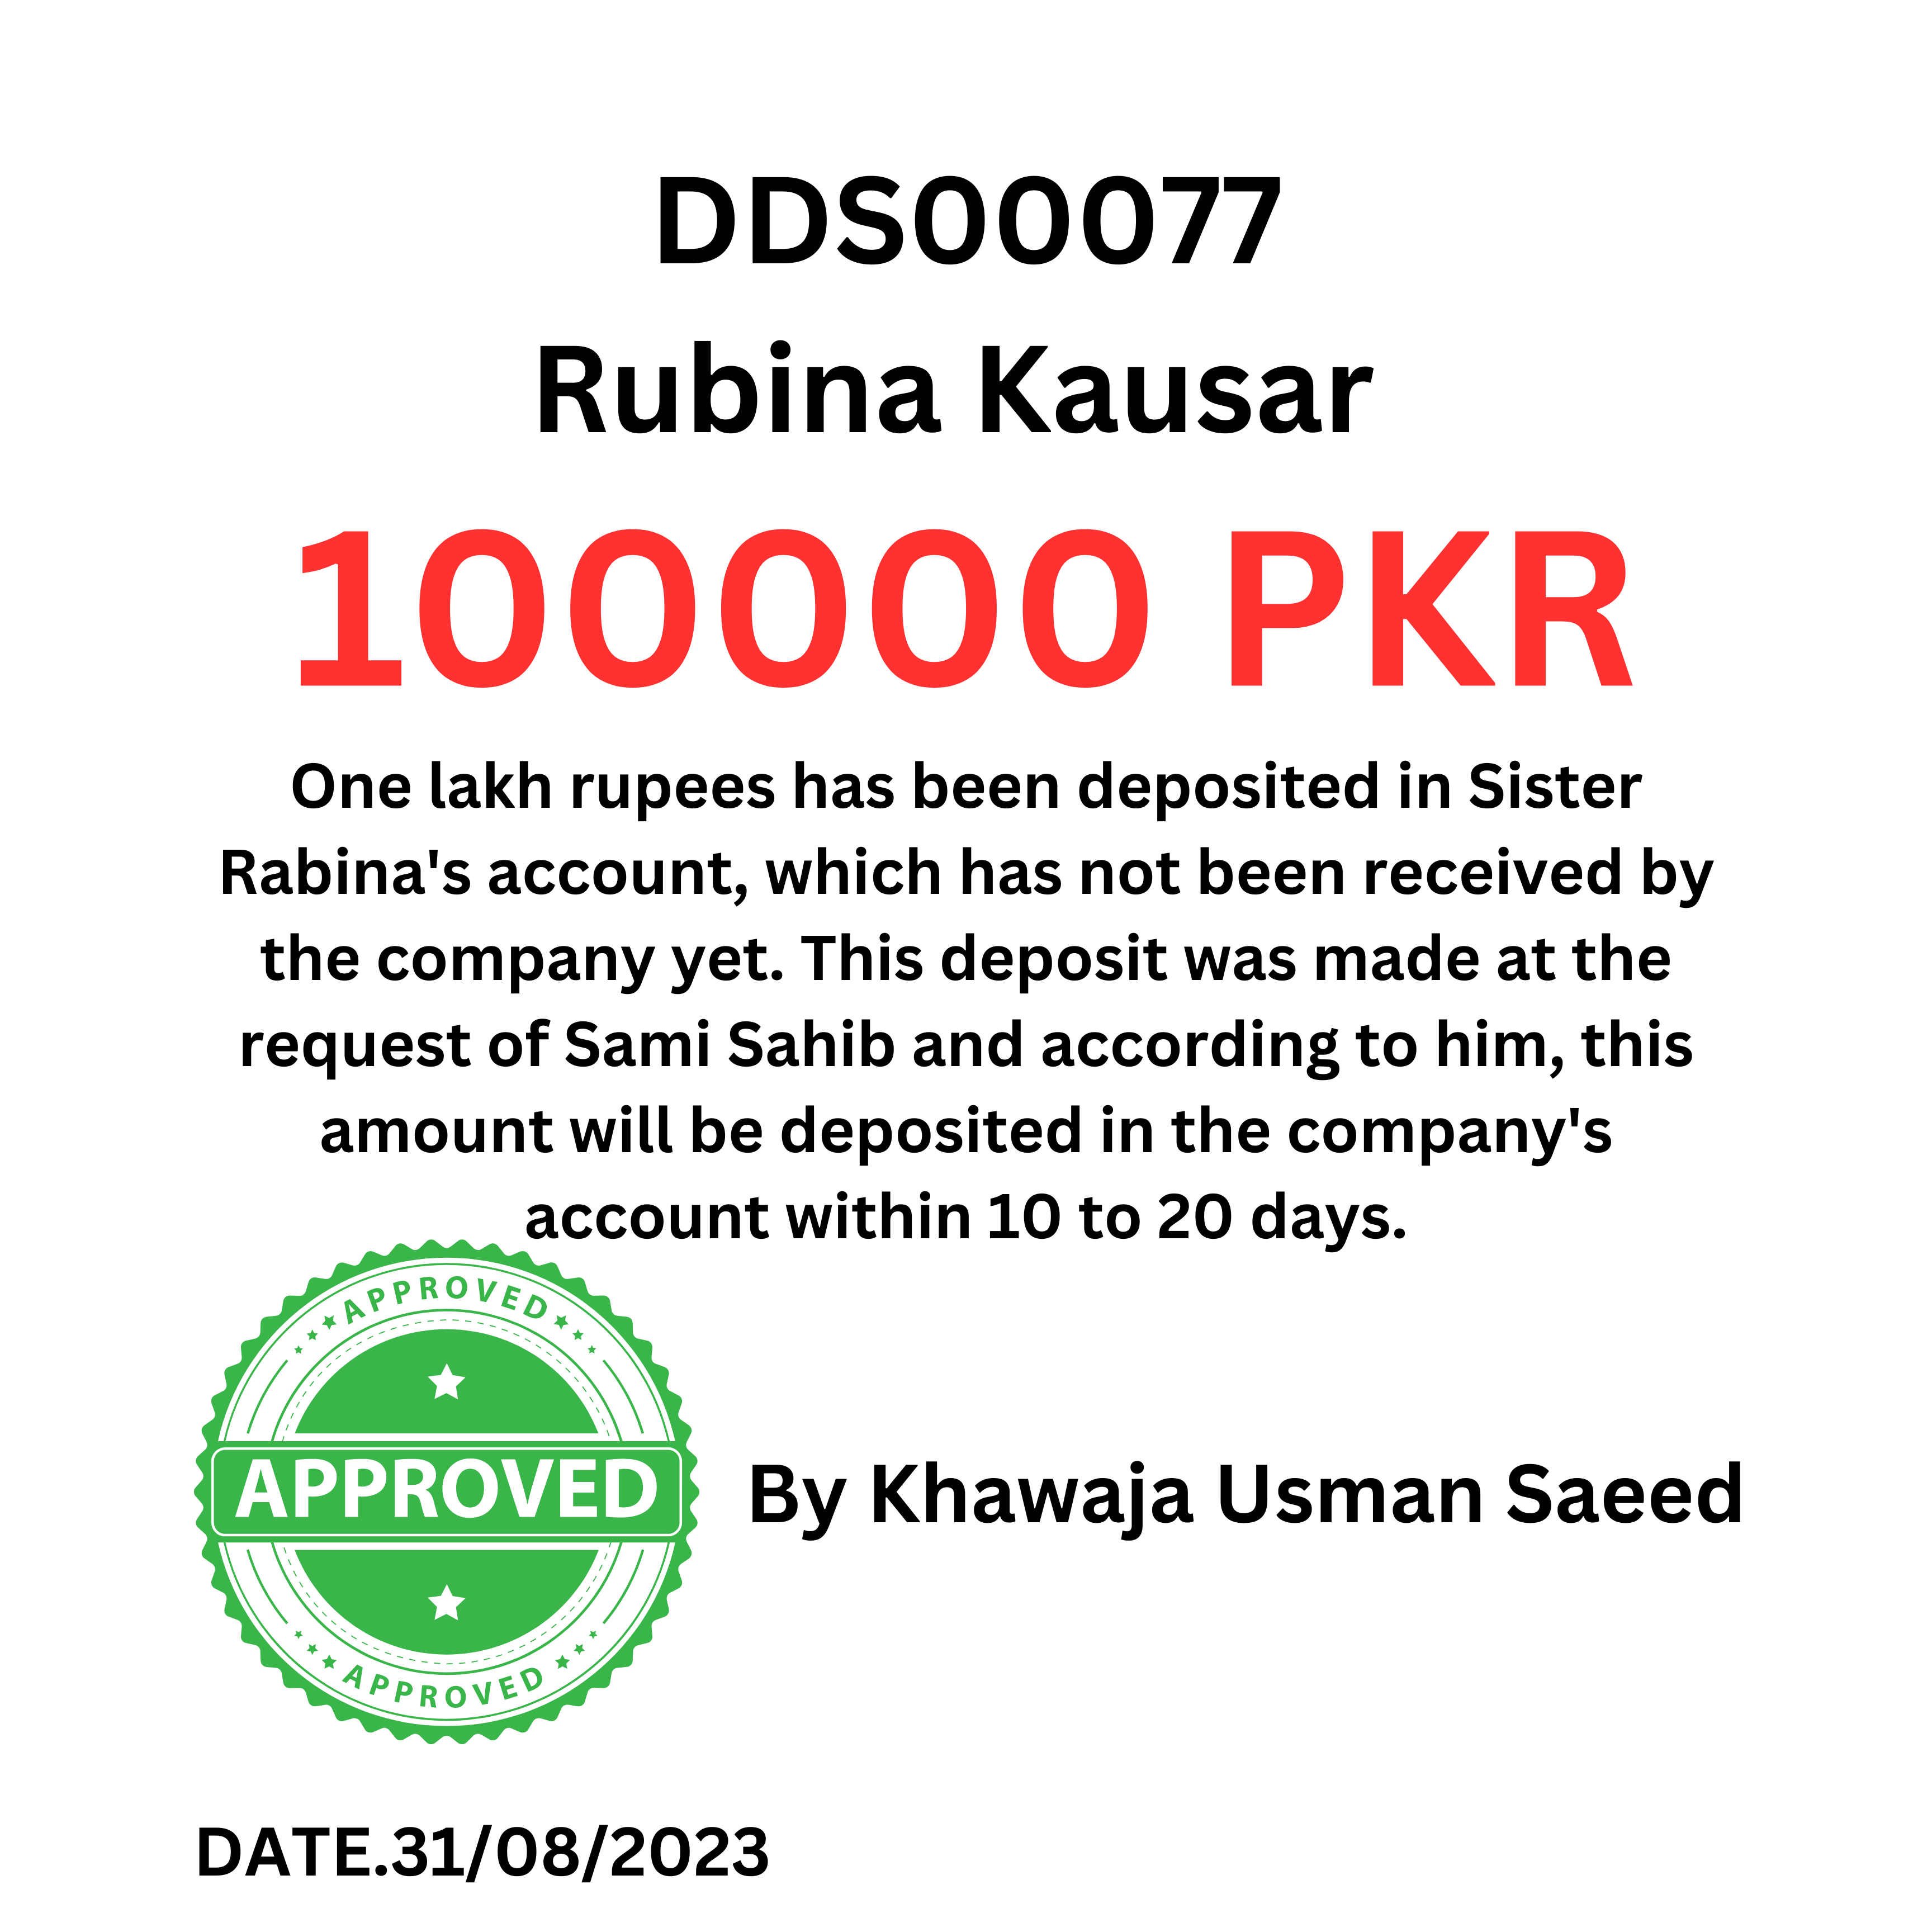 DDS00077
Rubina Kausar
100000 PKR
One lakh rupees has been deposited in Sister
Rabina's account, which has not been received by
the company yet. This deposit was made at the
request of Sami Sahib and according to him, this
amount will be deposited in the company's
account within 10 to 20 days.
APPROVED
APPROVED
By Khawaja Usman Saeed
APPROVED
DATE.31/08/2023